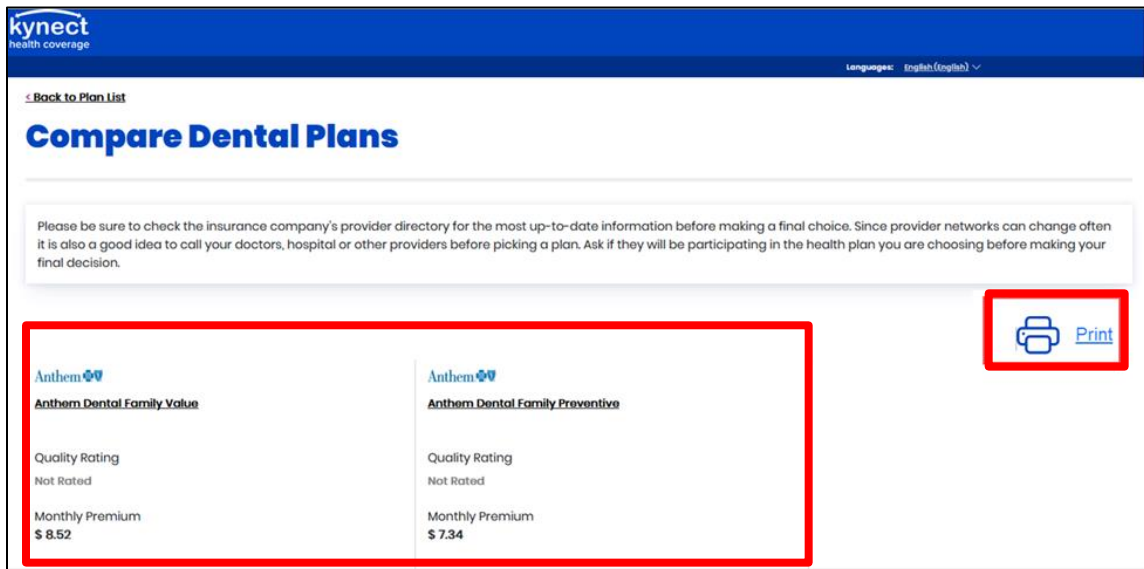 kynect
health coverage
Languages: English (English)
< Back to Plan List
Compare Dental Plans
Please be sure to check the insurance company's provider directory for the most up-to-date information before making a final choice. Since provider networks can change often
it is also a good idea to call your doctors, hospital or other providers before picking a plan. Ask if they will be participating in the health plan you are choosing before making your
final decision.
Print
Anthem
Anthem Dental Family Value
Quality Rating
Not Rated
Monthly Premium
$ 8.52
Anthem
Anthem Dental Family Preventive
Quality Rating
Not Rated
Monthly Premium
$ 7.34